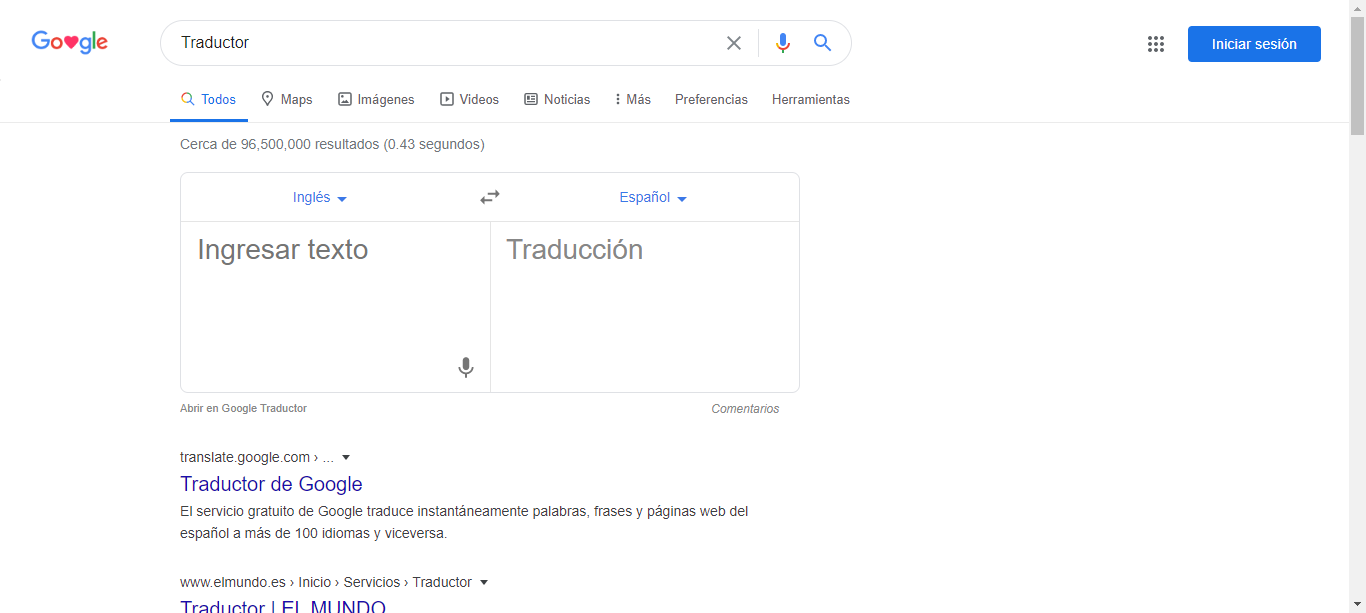 Google
Traductor
Iniciar sesión
Todos Maps Imágenes Videos Noticias Más Preferencias Herramientas
Cerca de 96,500,000 resultados (0.43 segundos)
Inglés Español
Ingresar texto Traducción
Abrir en Google Traductor Comentarios
translate.google.com › ...
Traductor de Google
El servicio gratuito de Google traduce instantáneamente palabras, frases y páginas web del
español a más de 100 idiomas y viceversa.
www.elmundo.es › Inicio › Servicios › Traductor
Traductor | EL MUNDO